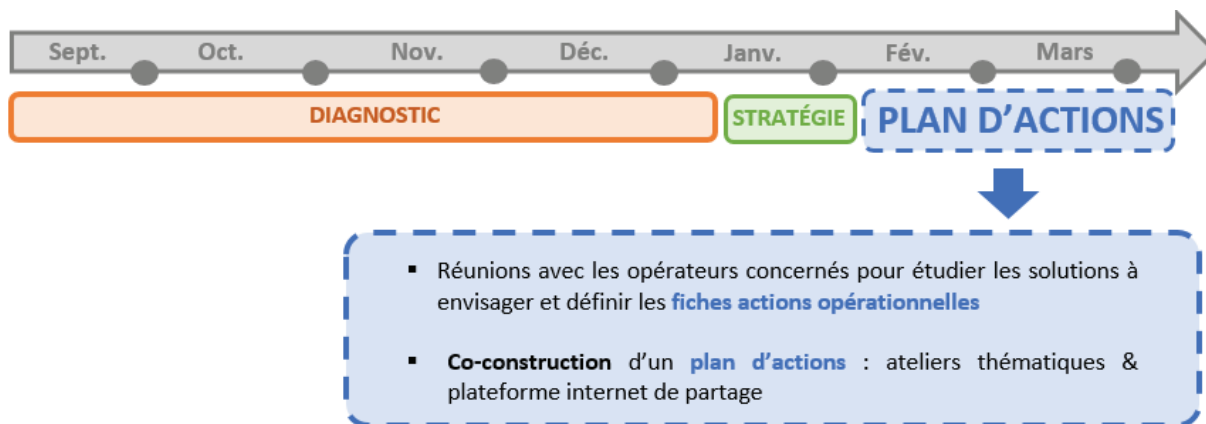 Sept. Oct. Nov. Déc. Janv. Fév. Mars
DIAGNOSTIC STRATÉGIE PLAN D'ACTIONS
▪ Réunions avec les opérateurs concernés pour étudier les solutions à
envisager et définir les fiches actions opérationnelles
▪ Co-construction d'un plan d'actions : ateliers thématiques &
plateforme internet de partage